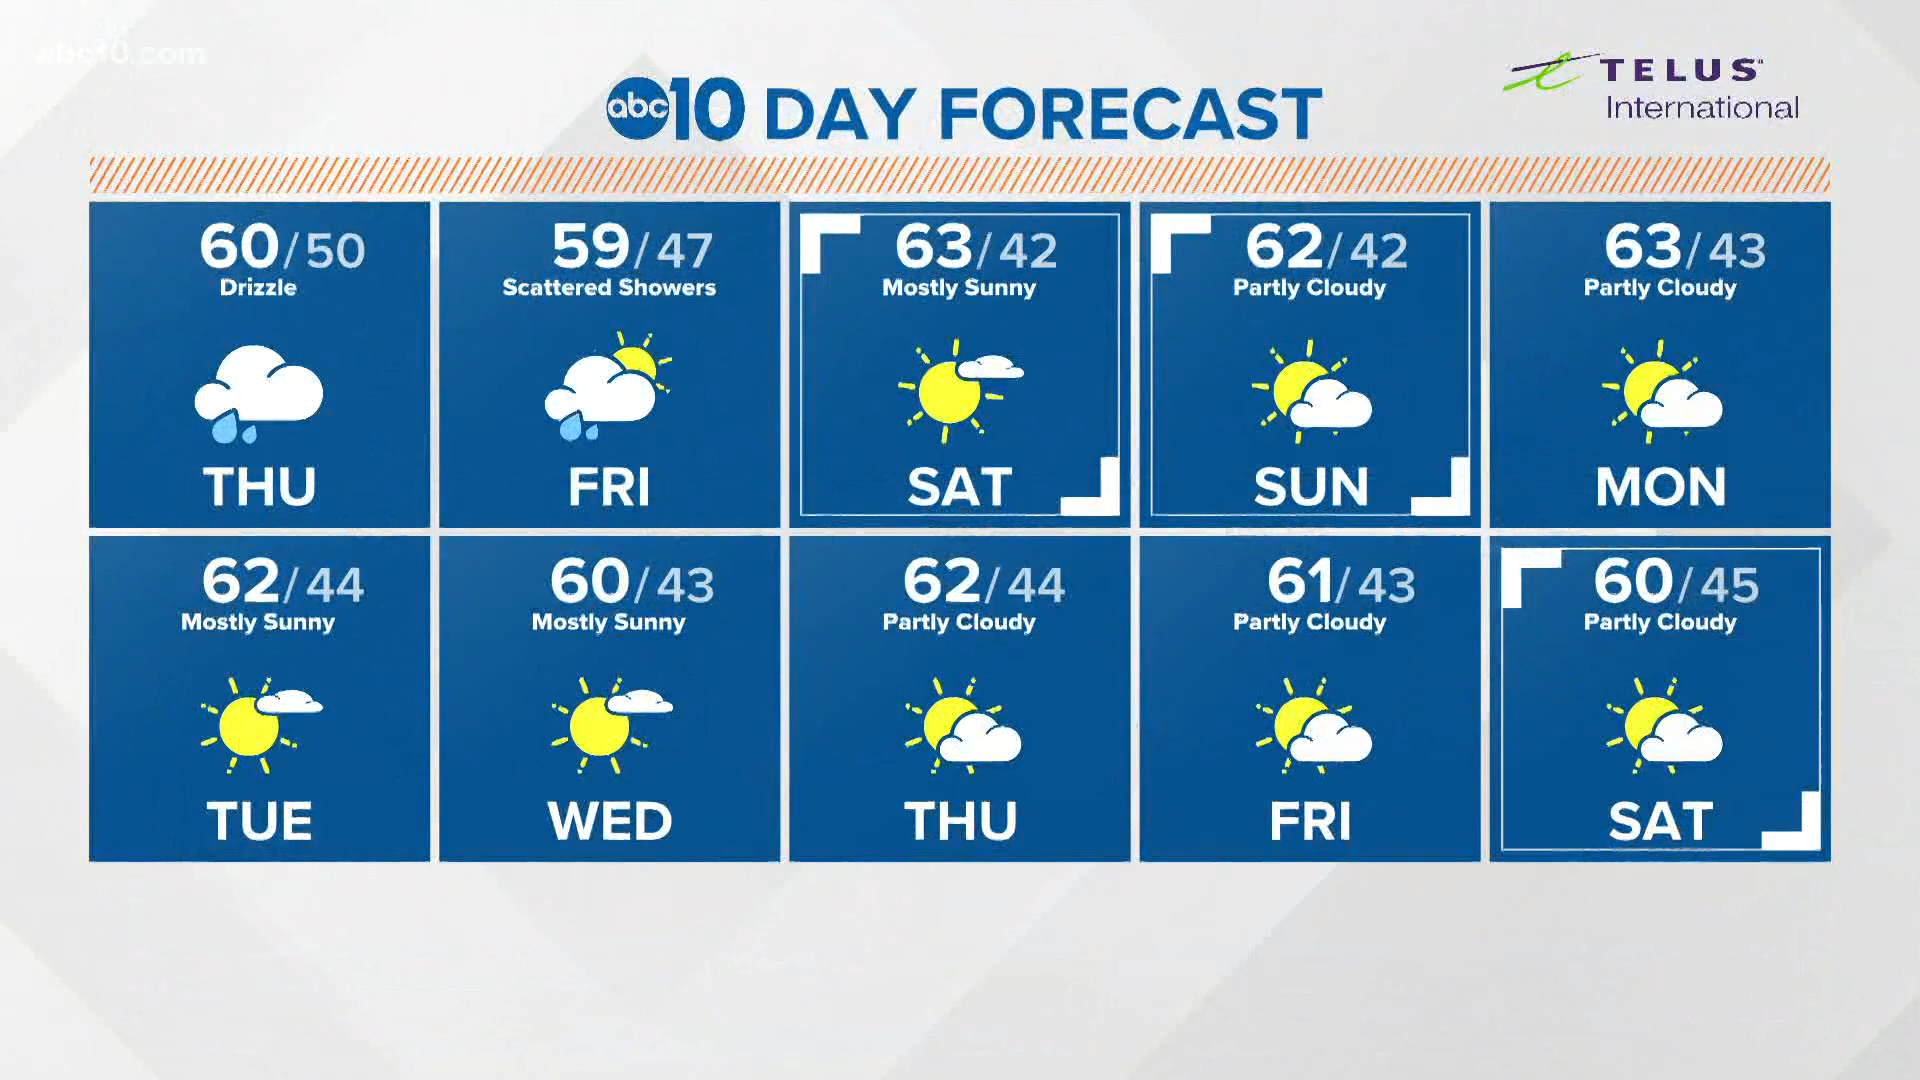 abc10.com
abc10 DAY FORECAST
TELUS
International
60/50
Drizzle
THU
59/47
Scattered Showers
FRI
63/42
Mostly Sunny
SAT
62/42
Partly Cloudy
SUN
63/43
Partly Cloudy
MON
62/44
Mostly Sunny
TUE
60/43
Mostly Sunny
WED
62/44
Partly Cloudy
THU
61/43
Partly Cloudy
FRI
60/45
Partly Cloudy
SAT